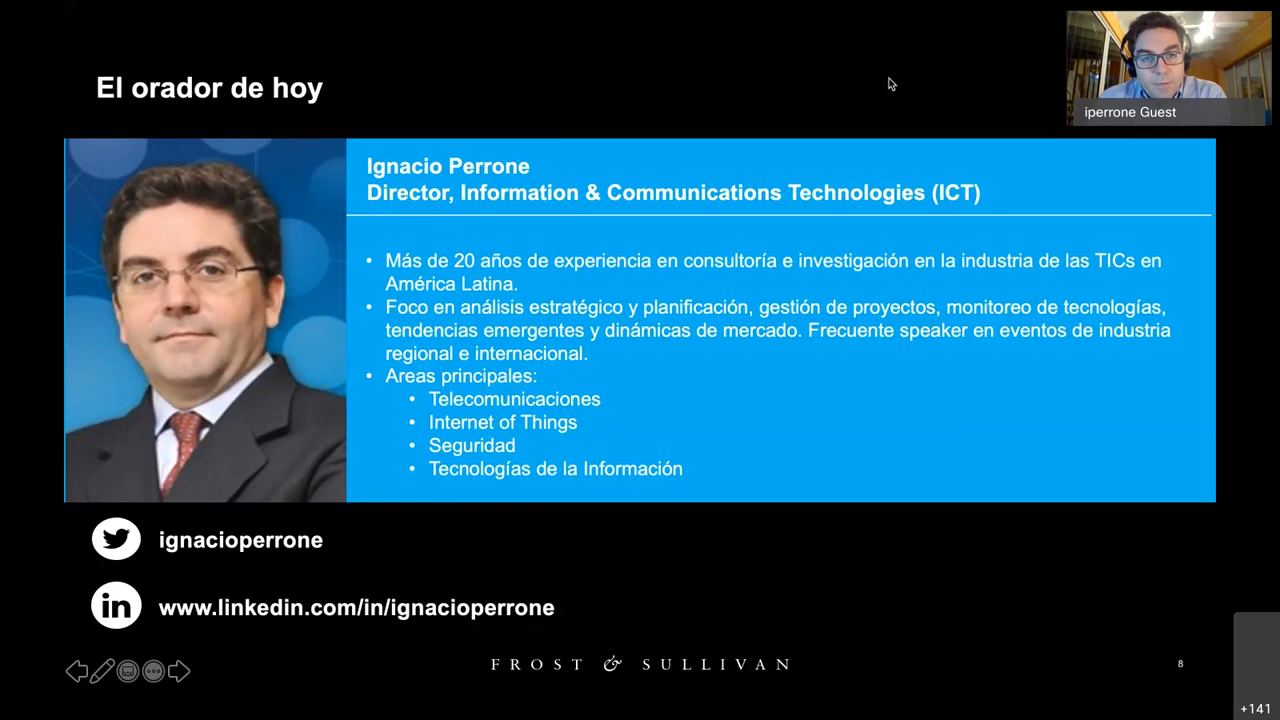 El orador de hoy
iperrone Guest
Ignacio Perrone
Director, Information & Communications Technologies (ICT)
• Más de 20 años de experiencia en consultoría e investigación en la industria de las TICs en
América Latina.
• Foco en análisis estratégico y planificación, gestión de proyectos, monitoreo de tecnologías,
tendencias emergentes y dinámicas de mercado. Frecuente speaker en eventos de industria
regional e internacional.
• Areas principales:
• Telecomunicaciones
• Internet of Things
• Seguridad
• Tecnologías de la Información
ignacioperrone
in
www.linkedin.com/in/ignacioperrone
FROST & SULLIVAN
8
+141